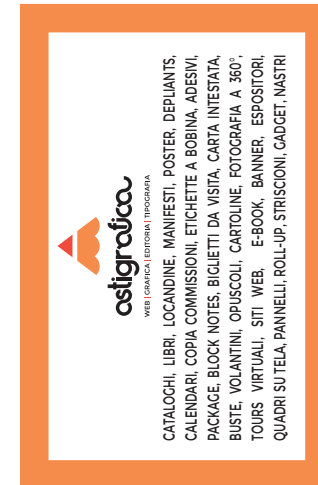 astigrafica
WEB | GRAFICA | EDITORIA | TIPOGRAFIA
CATALOGHI, LIBRI, LOCANDINE, MANIFESTI, POSTER, DEPLIANTS,
CALENDARI, COPIA COMMISSIONI, ETICHETTE A BOBINA, ADESIVI,
PACKAGE, BLOCK NOTES, BIGLIETTI DA VISITA, CARTA INTESTATA,
BUSTE, VOLANTINI, OPUSCOLI, CARTOLINE, FOTOGRAFIA A 360°,
TOURS VIRTUALI, SITI WEB, E-BOOK, BANNER, ESPOSITORI,
QUADRI SU TELA, PANNELLI, ROLL-UP, STRISCIONI, GADGET, NASTRI